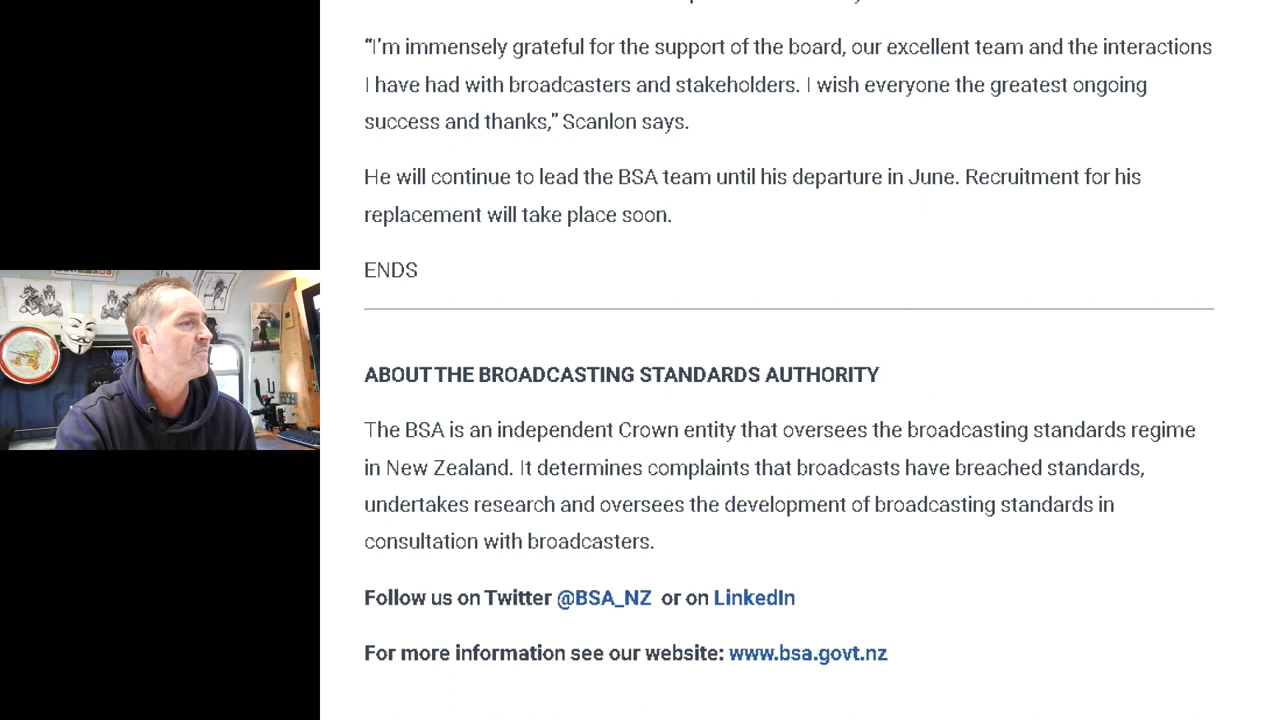 “I’m immensely grateful for the support of the board, our excellent team and the interactions
I have had with broadcasters and stakeholders. I wish everyone the greatest ongoing
success and thanks,” Scanlon says.
He will continue to lead the BSA team until his departure in June. Recruitment for his
replacement will take place soon.
ENDS
ABOUT THE BROADCASTING STANDARDS AUTHORITY
The BSA is an independent Crown entity that oversees the broadcasting standards regime
in New Zealand. It determines complaints that broadcasts have breached standards,
undertakes research and oversees the development of broadcasting standards in
consultation with broadcasters.
Follow us on Twitter @BSA_NZ or on LinkedIn
For more information see our website: www.bsa.govt.nz